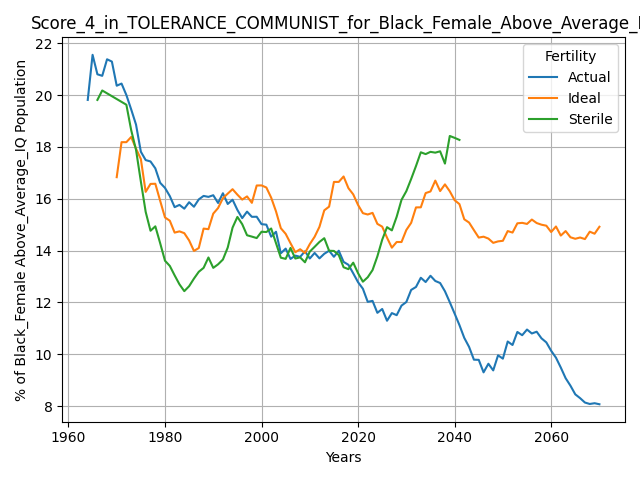 Score_4_in_TOLERANCE_COMMUNIST_for_Black_Female_Above_Average_
% of Black_Female Above_Average_IQ Population
22
20
18
16
14
12
10
8
Fertility
Actual
Ideal
Sterile
1960
1980
2000
2020
2040
2060
Years